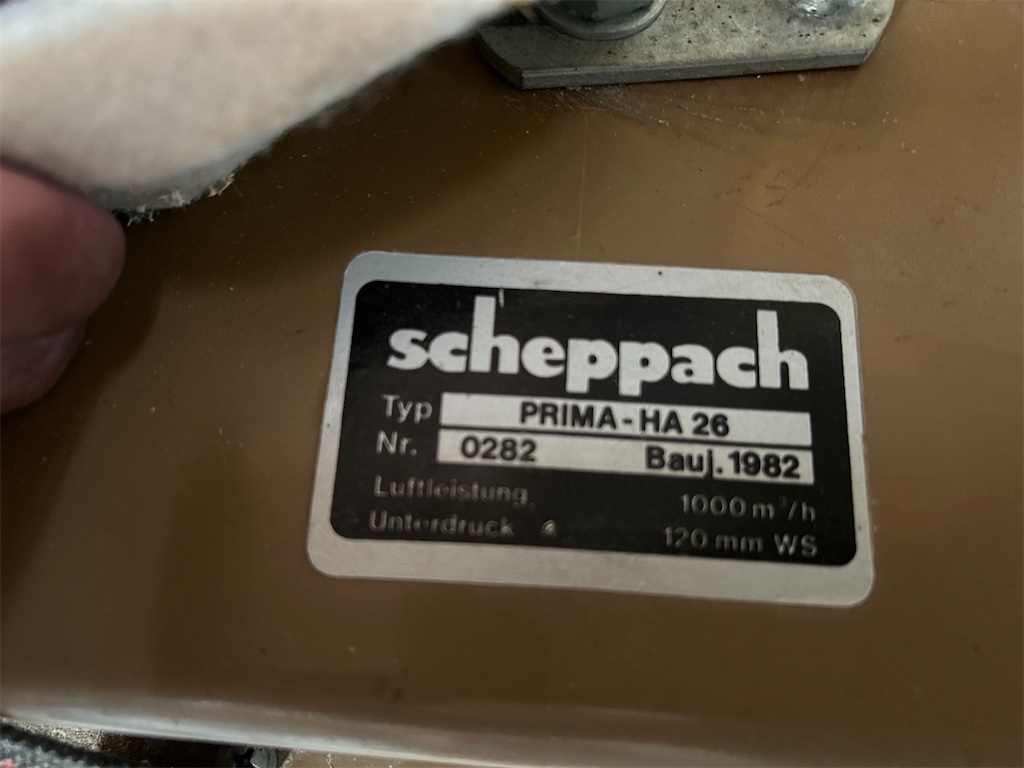 scheppach
Typ PRIMA-HA 26
Nr. 0282 Bauj. 1982
Luftleistung 1000 m³/h
Unterdruck 120 mm WS